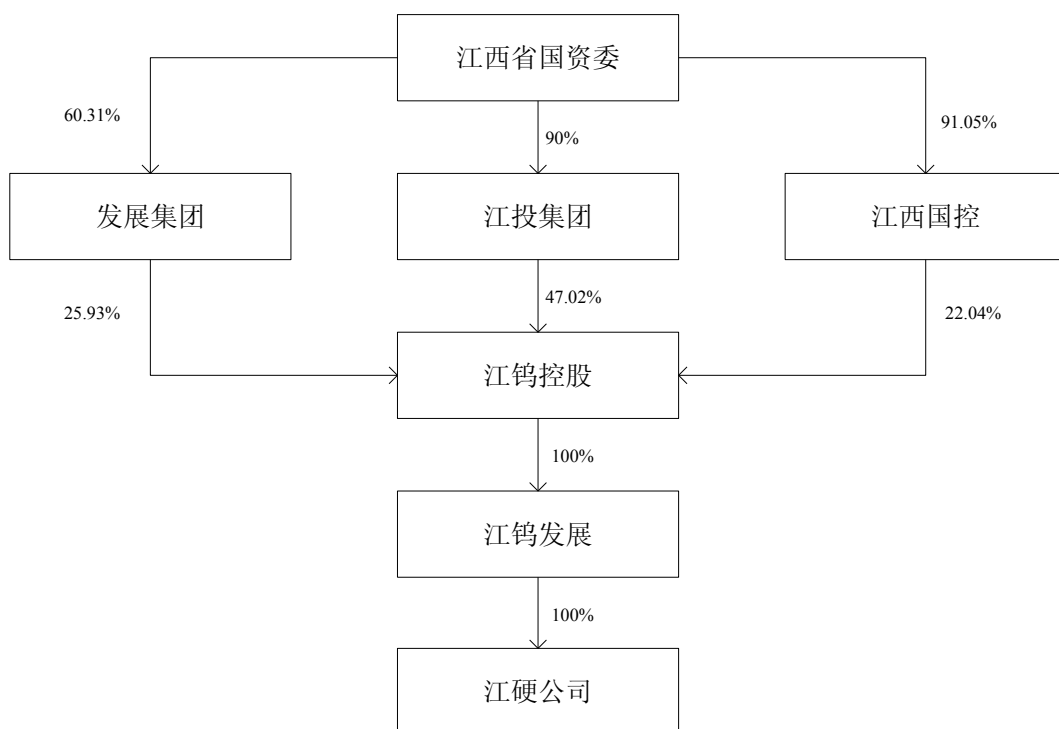 江西省国资委
60.31%
90%
91.05%
发展集团
江投集团
江西国控
25.93%
47.02%
22.04%
江钨控股
100%
江钨发展
100%
江硬公司